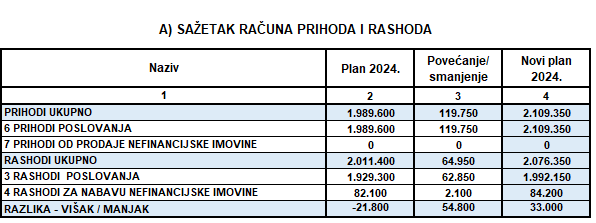 A) SAŽETAK RAČUNA PRIHODA I RASHODA
Naziv Plan 2024. Povećanje/ smanjenje Novi plan 2024.
1 2 3 4
PRIHODI UKUPNO 1.989.600 119.750 2.109.350
6 PRIHODI POSLOVANJA 1.989.600 119.750 2.109.350
7 PRIHODI OD PRODAJE NEFINANCIJSKE IMOVINE 0 0 0
RASHODI UKUPNO 2.011.400 64.950 2.076.350
3 RASHODI POSLOVANJA 1.929.300 62.850 1.992.150
4 RASHODI ZA NABAVU NEFINANCIJSKE IMOVINE 82.100 2.100 84.200
RAZLIKA - VIŠAK / MANJAK -21.800 54.800 33.000